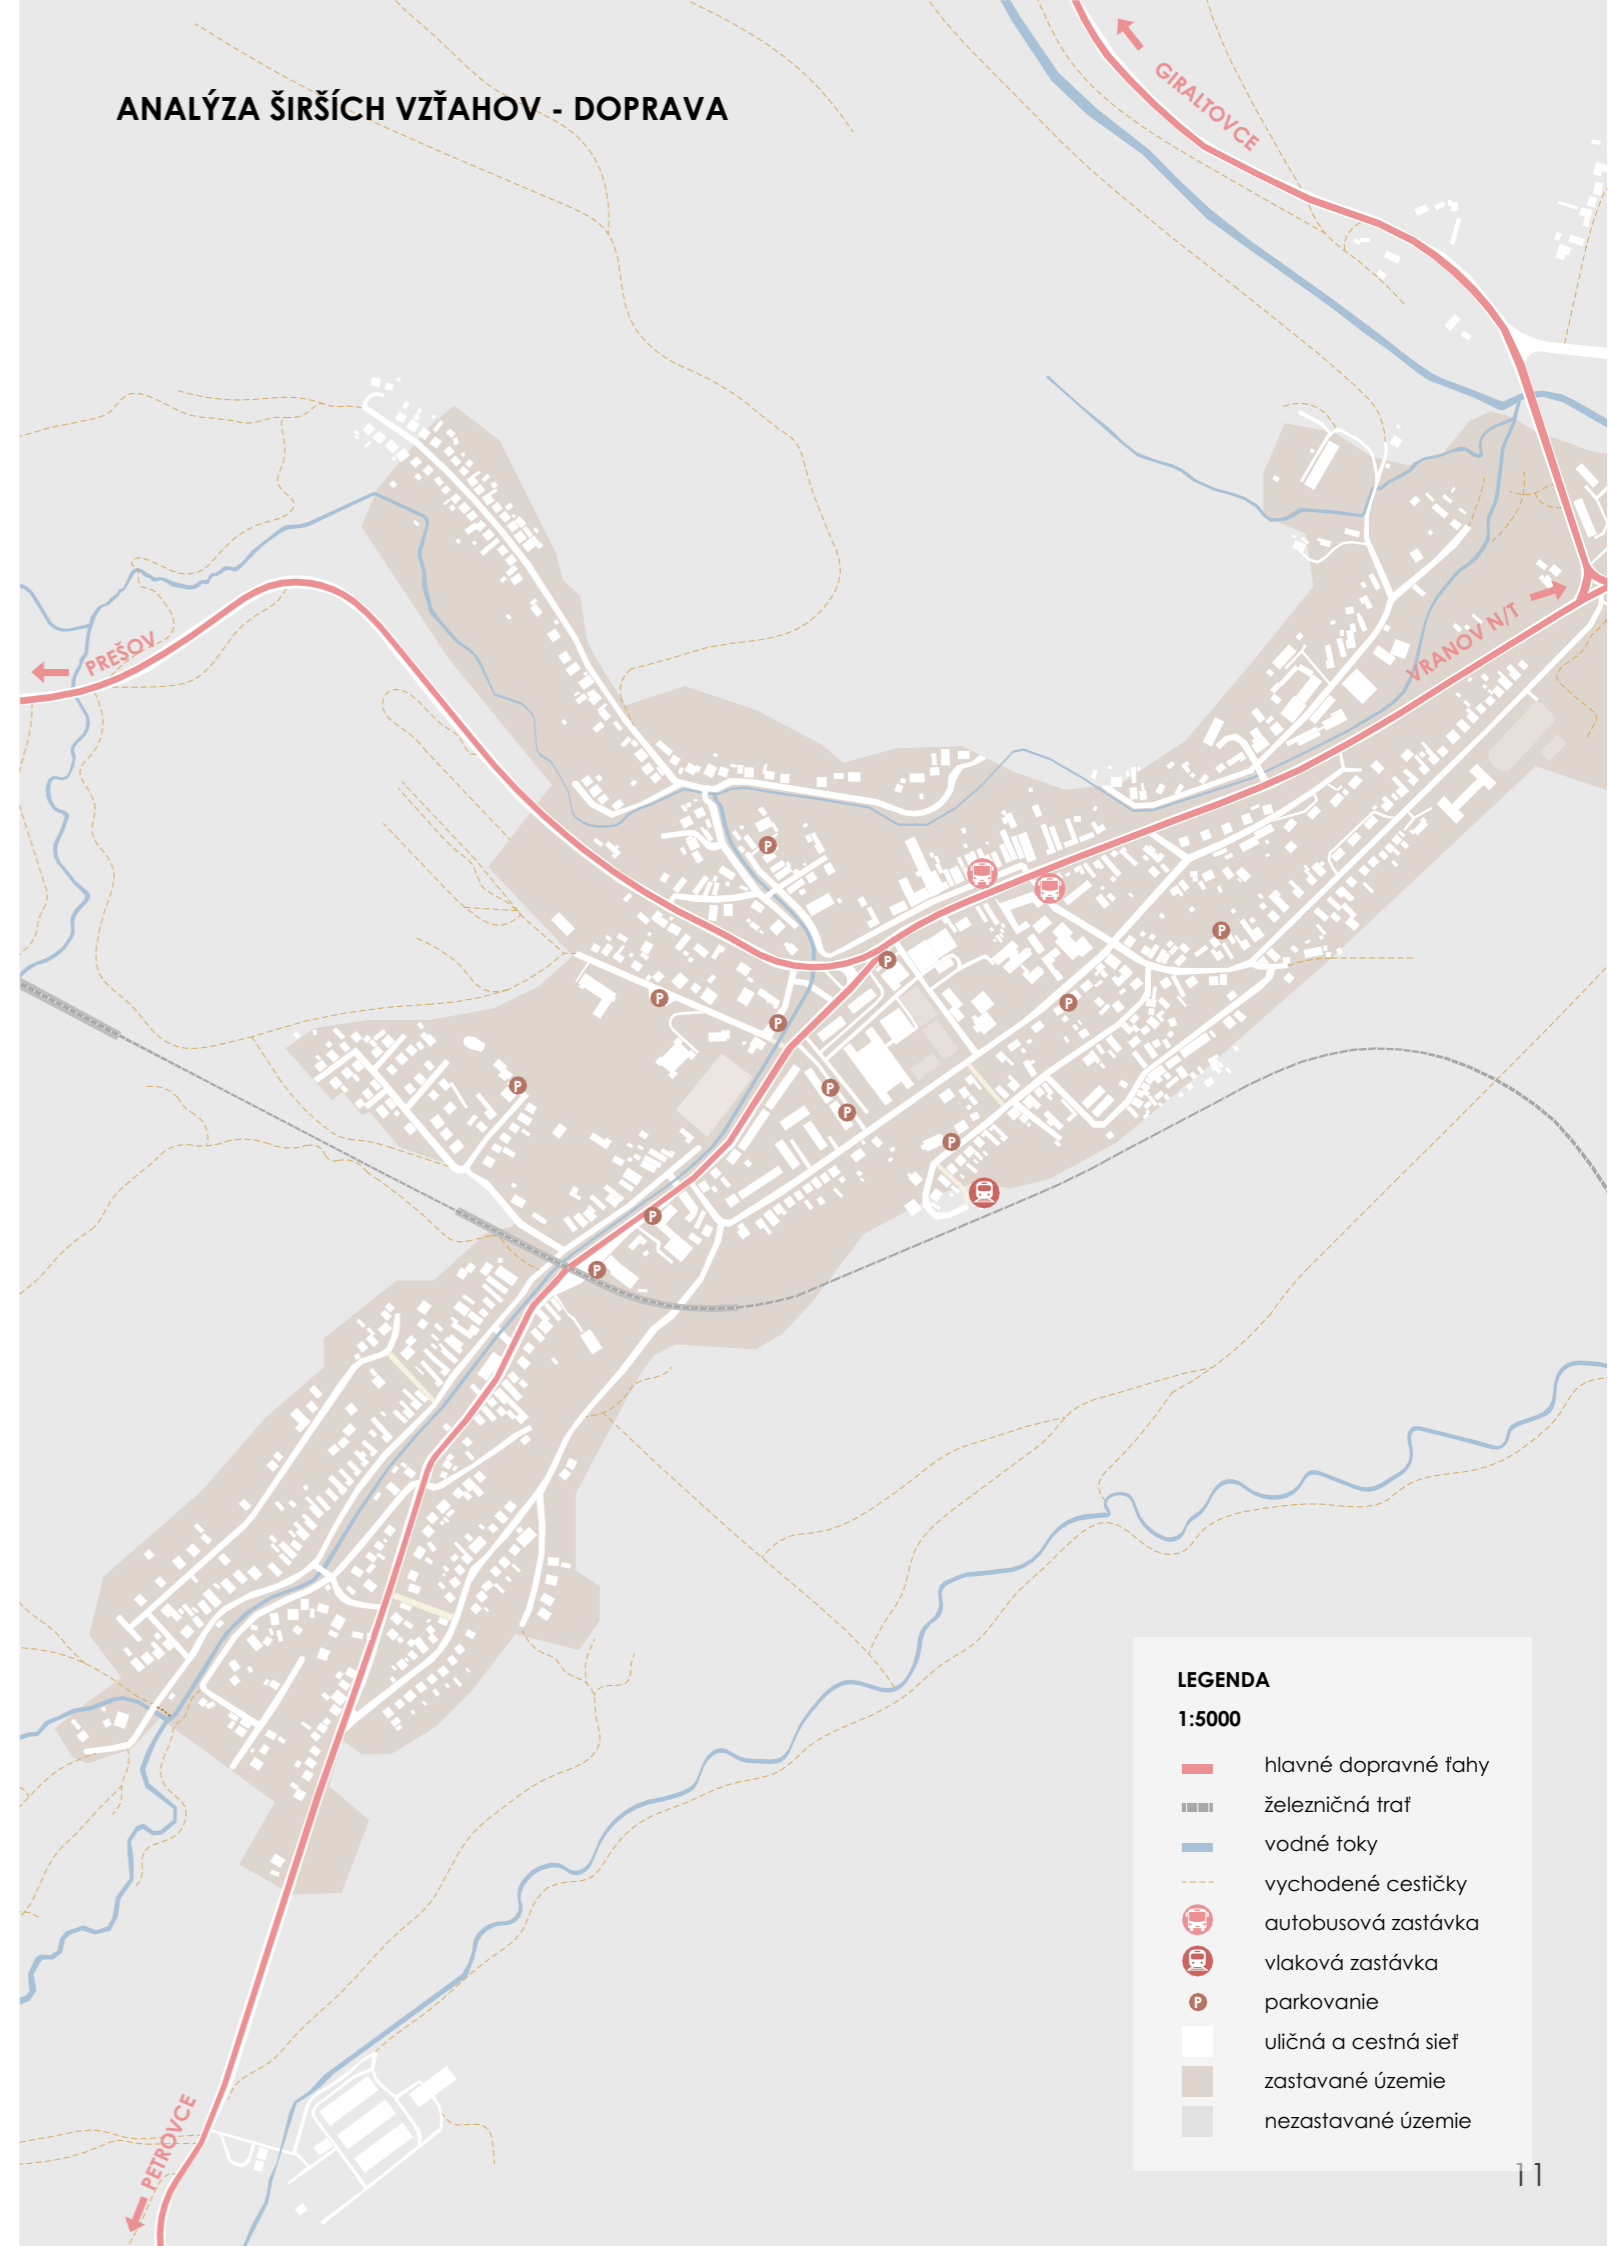 ANALÝZA ŠIRŠÍCH VZŤAHOV - DOPRAVA
GIRALTOVCE
PREŠOV
VRANOV N/T
P
P
P
P
P
P
P
P
P
P
P
P
P
PETROVCE
LEGENDA
1:5000
hlavné dopravné ťahy
železničná trať
vodné toky
vychodené cestičky
autobusová zastávka
vlaková zastávka
P parkovanie
uličná a cestná sieť
zastavané územie
nezastavané územie
11